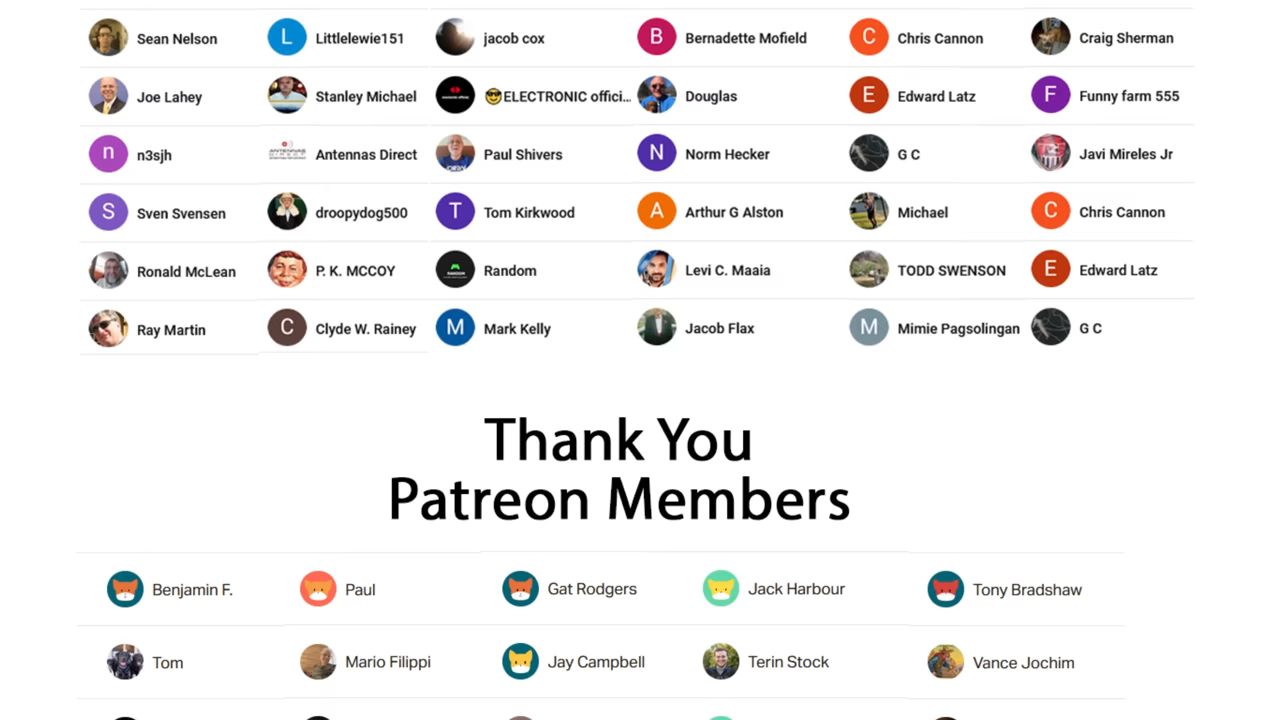 Sean Nelson L Littlelewie151 jacob cox B Bernadette Mofield C Chris Cannon Craig Sherman
Joe Lahey Stanley Michael 😎ELECTRONIC offici... Douglas E Edward Latz F Funny farm 555
n n3sjh ANTENNAS DIRECT Antennas Direct Paul Shivers N Norm Hecker G C Javi Mireles Jr
S Sven Svensen droopydog500 T Tom Kirkwood A Arthur G Alston Michael C Chris Cannon
Ronald McLean P. K. MCCOY RANDOM Random Levi C. Maaia TODD SWENSON E Edward Latz
Ray Martin C Clyde W. Rainey M Mark Kelly Jacob Flax M Mimie Pagsolingan G C
Thank You
Patreon Members
Benjamin F. Paul Gat Rodgers Jack Harbour Tony Bradshaw
Tom Mario Filippi Jay Campbell Terin Stock Vance Jochim